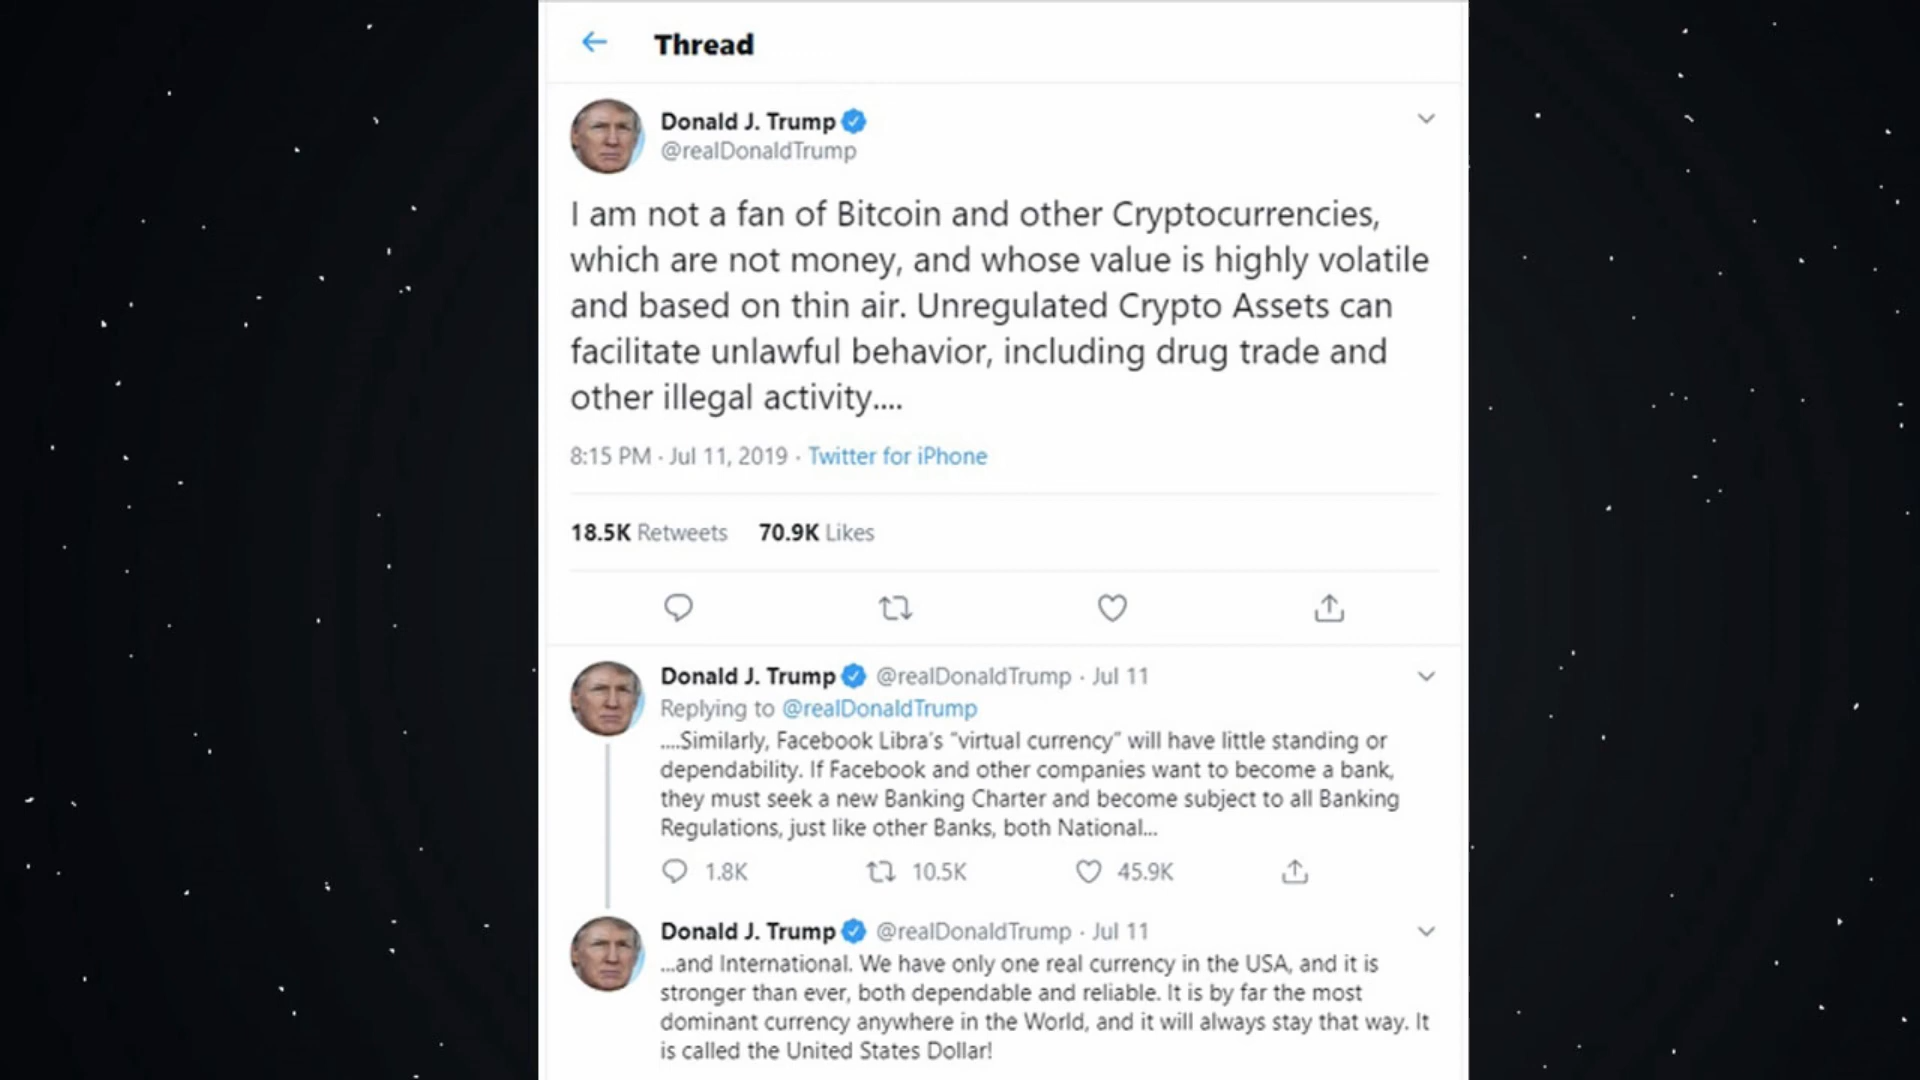 Thread
Donald J. Trump
@realDonaldTrump
I am not a fan of Bitcoin and other Cryptocurrencies,
which are not money, and whose value is highly volatile
and based on thin air. Unregulated Crypto Assets can
facilitate unlawful behavior, including drug trade and
other illegal activity....
8:15 PM · Jul 11, 2019 · Twitter for iPhone
18.5K Retweets 70.9K Likes
Donald J. Trump @realDonaldTrump · Jul 11
Replying to @realDonaldTrump
....Similarly, Facebook Libra's "virtual currency" will have little standing or
dependability. If Facebook and other companies want to become a bank,
they must seek a new Banking Charter and become subject to all Banking
Regulations, just like other Banks, both National...
1.8K 10.5K 45.9K
Donald J. Trump @realDonaldTrump · Jul 11
...and International. We have only one real currency in the USA, and it is
stronger than ever, both dependable and reliable. It is by far the most
dominant currency anywhere in the World, and it will always stay that way. It
is called the United States Dollar!